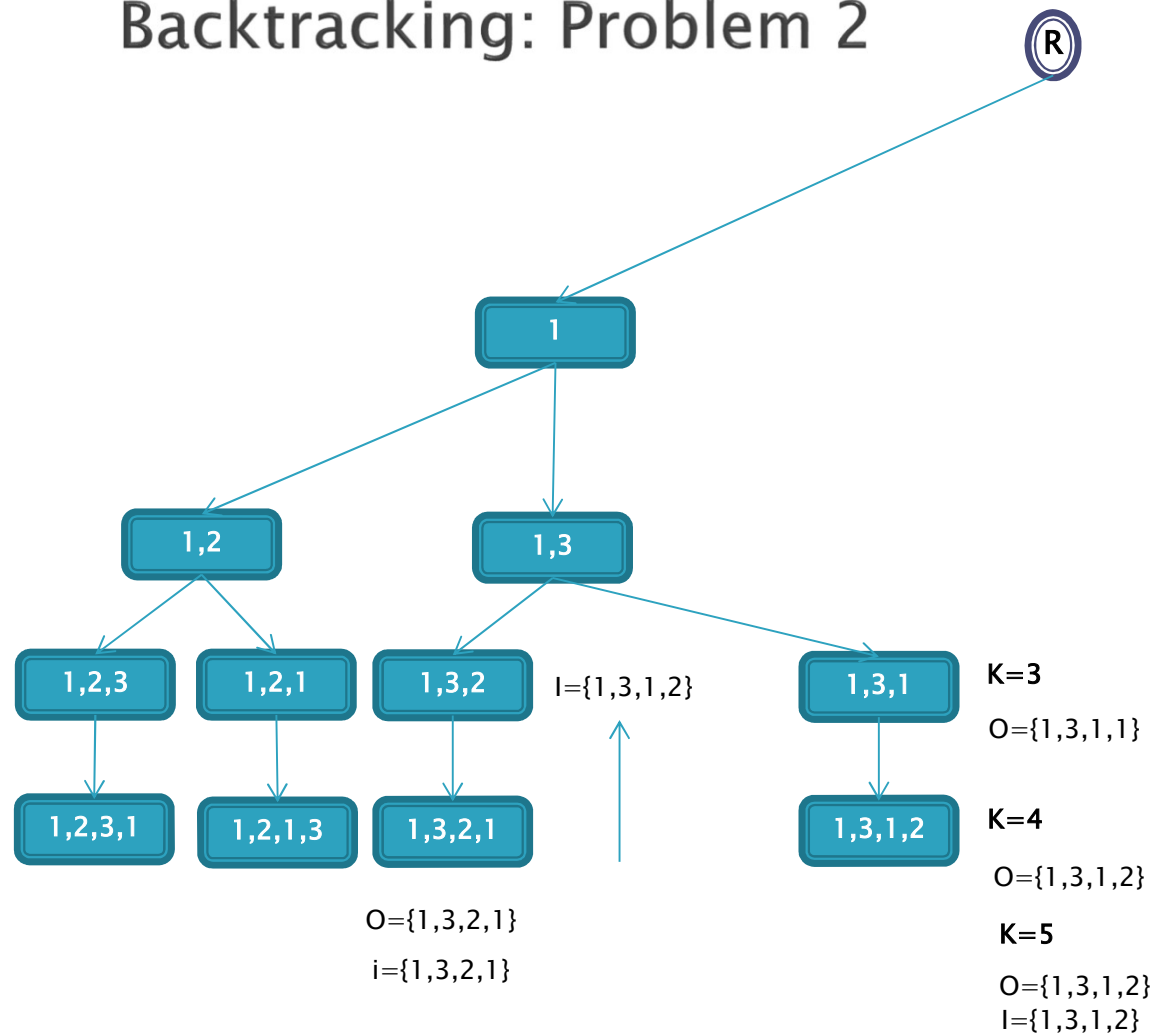 Backtracking: Problem 2
R
1
1,2
1,3
1,2,3
1,2,1
1,3,2
I={1,3,1,2}
1,3,1
K=3
O={1,3,1,1}
1,2,3,1
1,2,1,3
1,3,2,1
1,3,1,2
K=4
O={1,3,1,2}
O={1,3,2,1}
i={1,3,2,1}
K=5
O={1,3,1,2}
I={1,3,1,2}